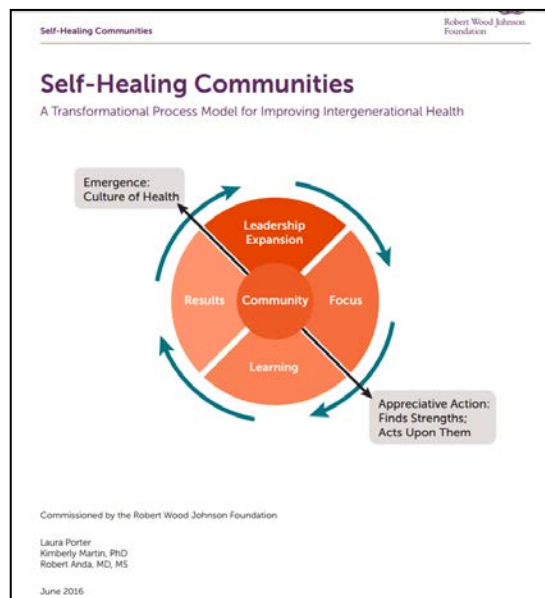 Self-Healing Communities
Robert Wood Johnson
Foundation
Self-Healing Communities
A Transformational Process Model for Improving Intergenerational Health
Emergence:
Culture of Health
Leadership
Expansion
Results
Community
Focus
Learning
Appreciative Action:
Finds Strengths;
Acts Upon Them
Commissioned by the Robert Wood Johnson Foundation
Laura Porter
Kimberly Martin, PhD
Robert Anda, MD, MS
June 2016